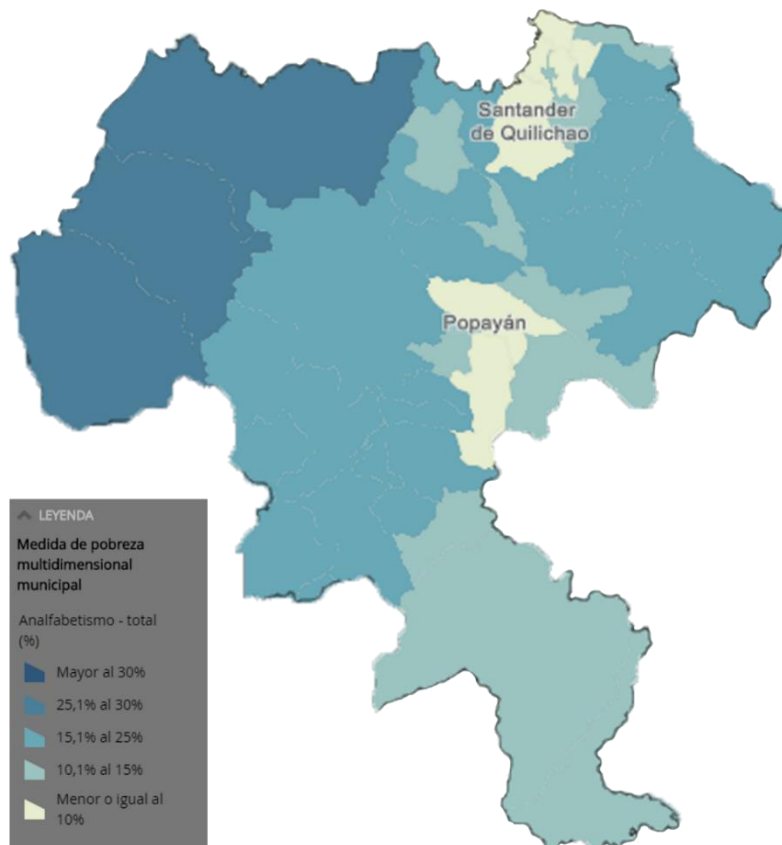 Santander
de Quilichao
Popayán
LEYENDA
Medida de pobreza
multidimensional
municipal
Analfabetismo - total
(%)
Mayor al 30%
25,1% al 30%
15,1% al 25%
10,1% al 15%
Menor o igual al
10%